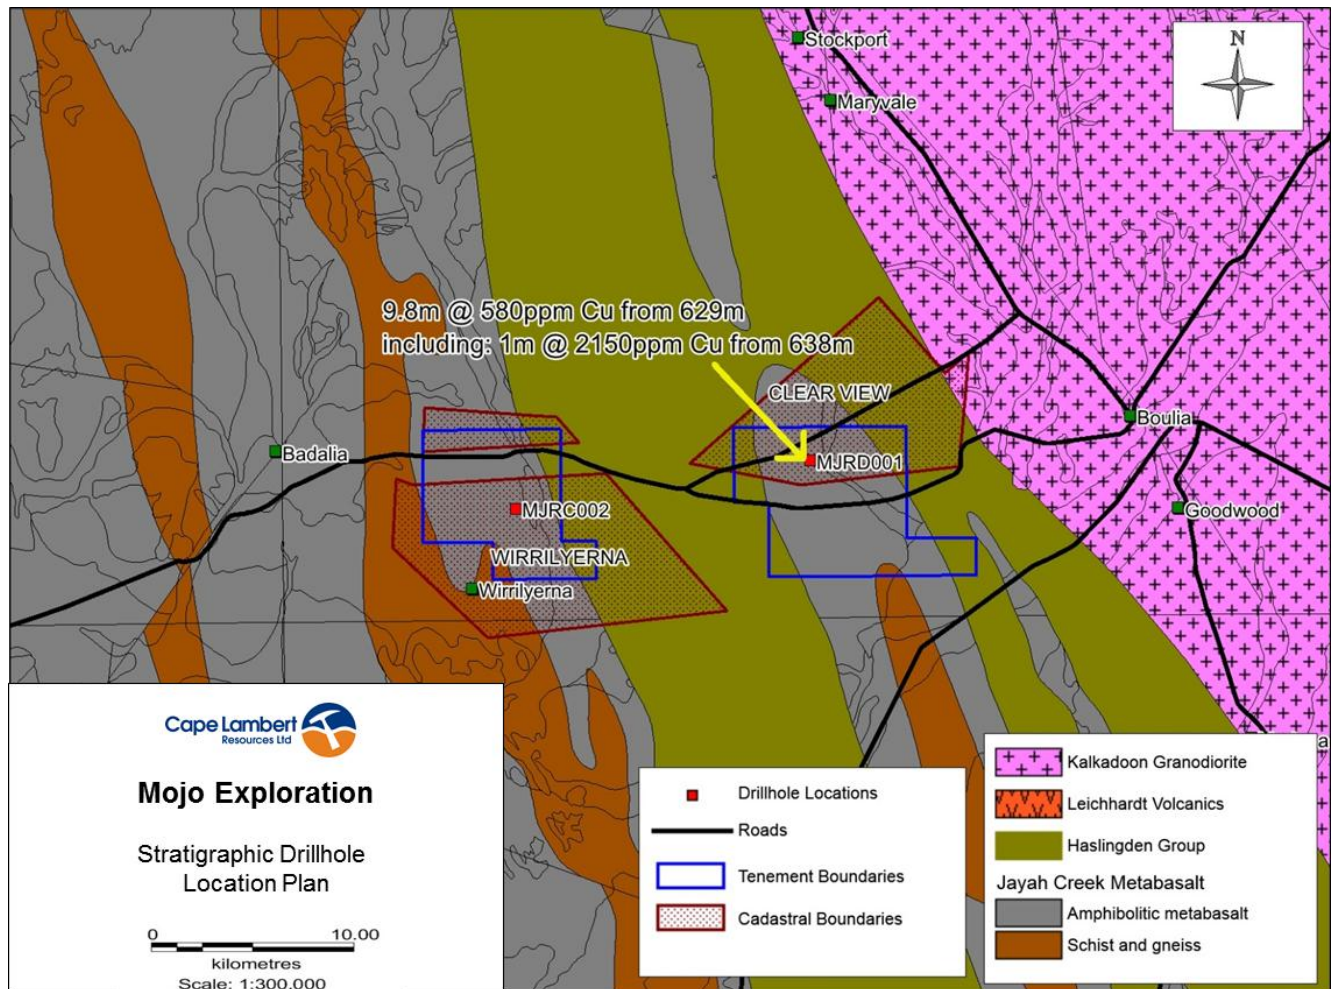 N
Stockport
Maryvale
9.8m @ 580ppm Cu from 629m
including: 1m @ 2150ppm Cu from 638m
CLEAR VIEW
Boulia
Badalia
MJRD001
MJRC002
Goodwood
WIRRILYERNA
Wirrilyerna
Cape Lambert
Resources Ltd
Mojo Exploration
Stratigraphic Drillhole
Location Plan
0 10.00
kilometres
Scale: 1:300,000
Drillhole Locations
Roads
Tenement Boundaries
Cadastral Boundaries
Kalkadoon Granodiorite
Leichhardt Volcanics
Haslingden Group
Jayah Creek Metabasalt
Amphibolitic metabasalt
Schist and gneiss